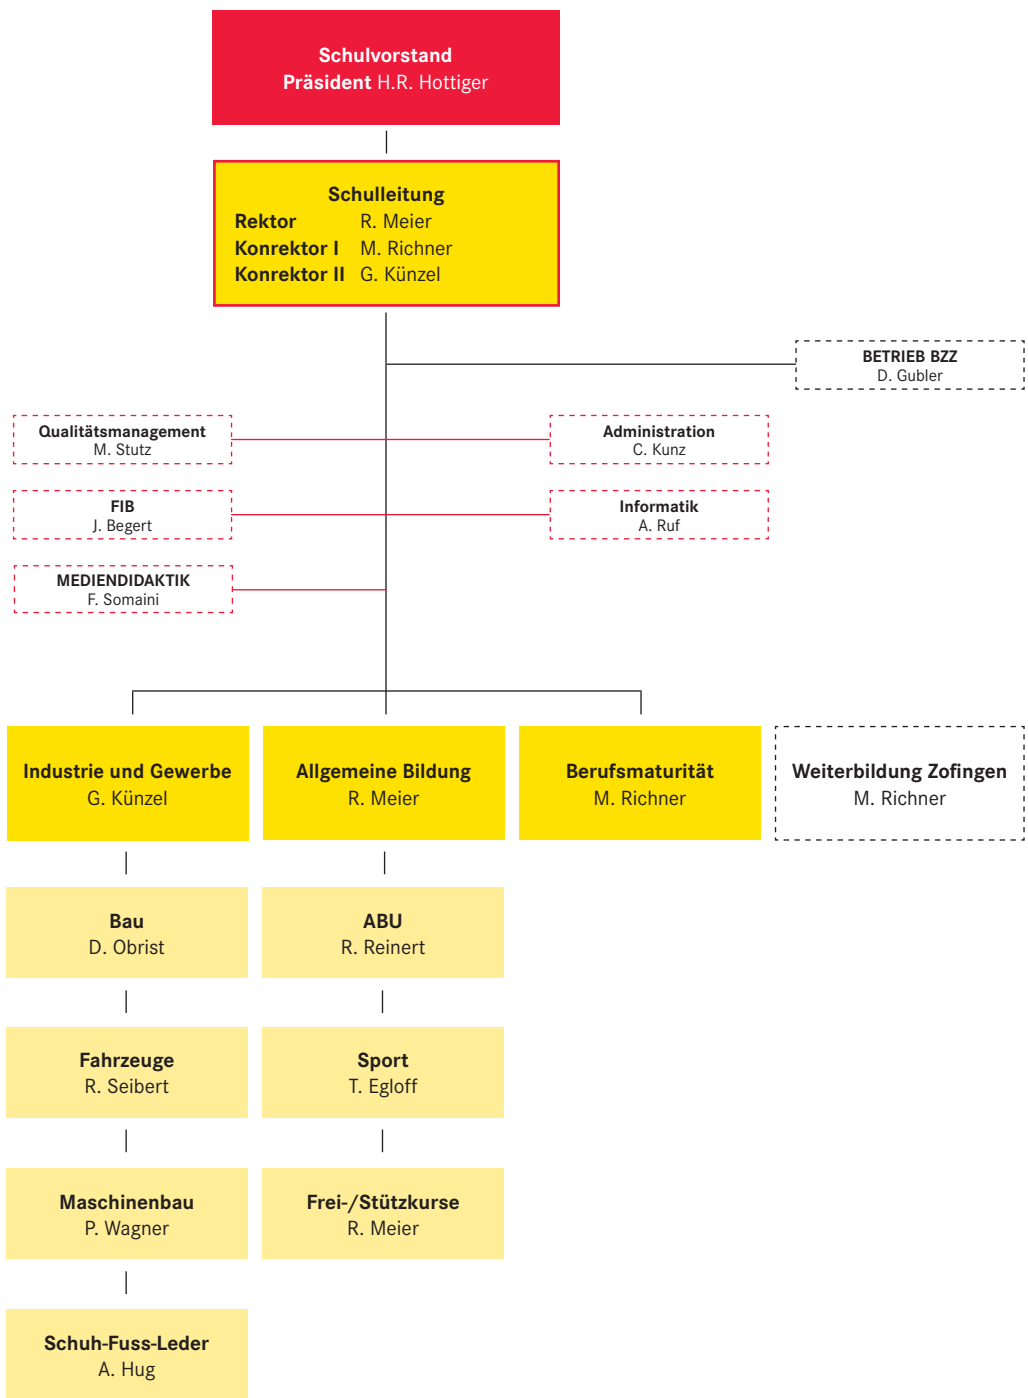 Schulvorstand
Präsident H.R. Hottiger
Schulleitung
Rektor R. Meier
Konrektor I M. Richner
Konrektor II G. Künzel
BETRIEB BZZ
D. Gubler
Qualitätsmanagement
M. Stutz
Administration
C. Kunz
FIB
J. Begert
Informatik
A. Ruf
MEDIENDIDAKTIK
F. Somaini
Industrie und Gewerbe
G. Künzel
Allgemeine Bildung
R. Meier
Berufsmaturität
M. Richner
Weiterbildung Zofingen
M. Richner
Bau
D. Obrist
ABU
R. Reinert
Fahrzeuge
R. Seibert
Sport
T. Egloff
Maschinenbau
P. Wagner
Frei-/Stützkurse
R. Meier
Schuh-Fuss-Leder
A. Hug